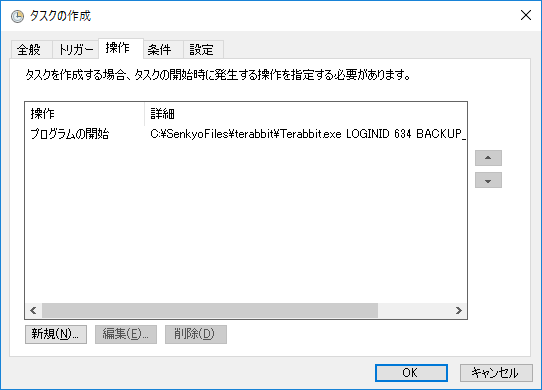 タスクの作成
全般 トリガー 操作 条件 設定
タスクを作成する場合、タスクの開始時に発生する操作を指定する必要があります。
操作 詳細
プログラムの開始 C:¥SenkyoFiles¥terabbit¥Terabbit.exe LOGINID 634 BACKUP_
新規(N)... 編集(E)... 削除(D)
OK キャンセル